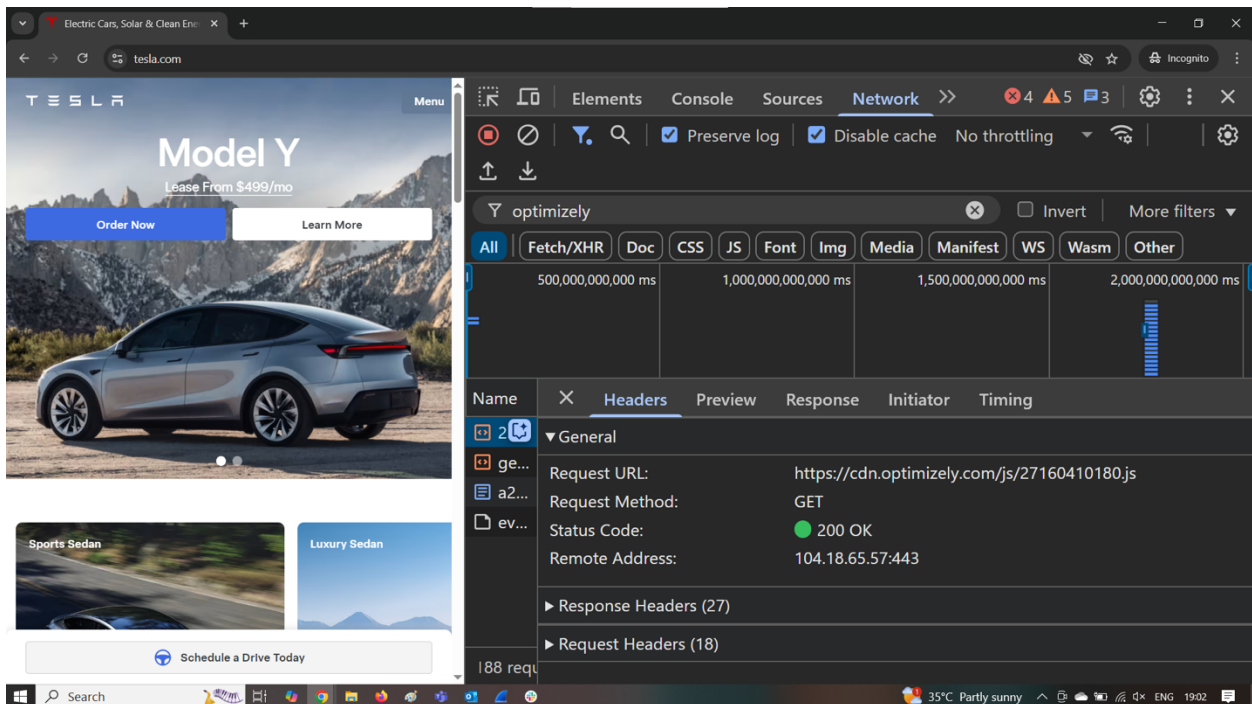 Electric Cars, Solar & Clean Ene
tesla.com
Incognito
TESLA
Menu
Model Y
Lease From $499/mo
Order Now
Learn More
Sports Sedan
Luxury Sedan
Schedule a Drive Today
Elements Console Sources Network 4 5 3
Preserve log Disable cache No throttling
optimizely Invert More filters
All Fetch/XHR Doc CSS JS Font Img Media Manifest WS Wasm Other
500,000,000,000 ms 1,000,000,000,000 ms 1,500,000,000,000 ms 2,000,000,000,000 ms
Name Headers Preview Response Initiator Timing
2
ge...
a2...
ev...
General
Request URL: https://cdn.optimizely.com/js/27160410180.js
Request Method: GET
Status Code: 200 OK
Remote Address: 104.18.65.57:443
Response Headers (27)
Request Headers (18)
Search 35°C Partly sunny ENG 19:02